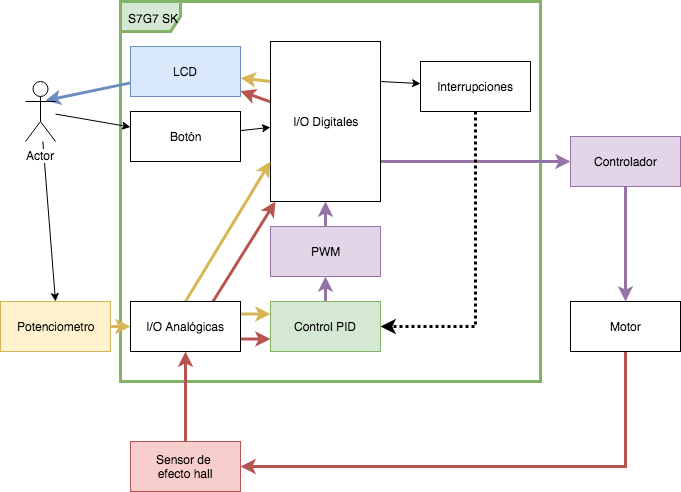 S7G7 SK
LCD
I/O Digitales
Interrupciones
Botón
Actor
Controlador
PWM
Potenciometro
I/O Analógicas
Control PID
Motor
Sensor de
efecto hall